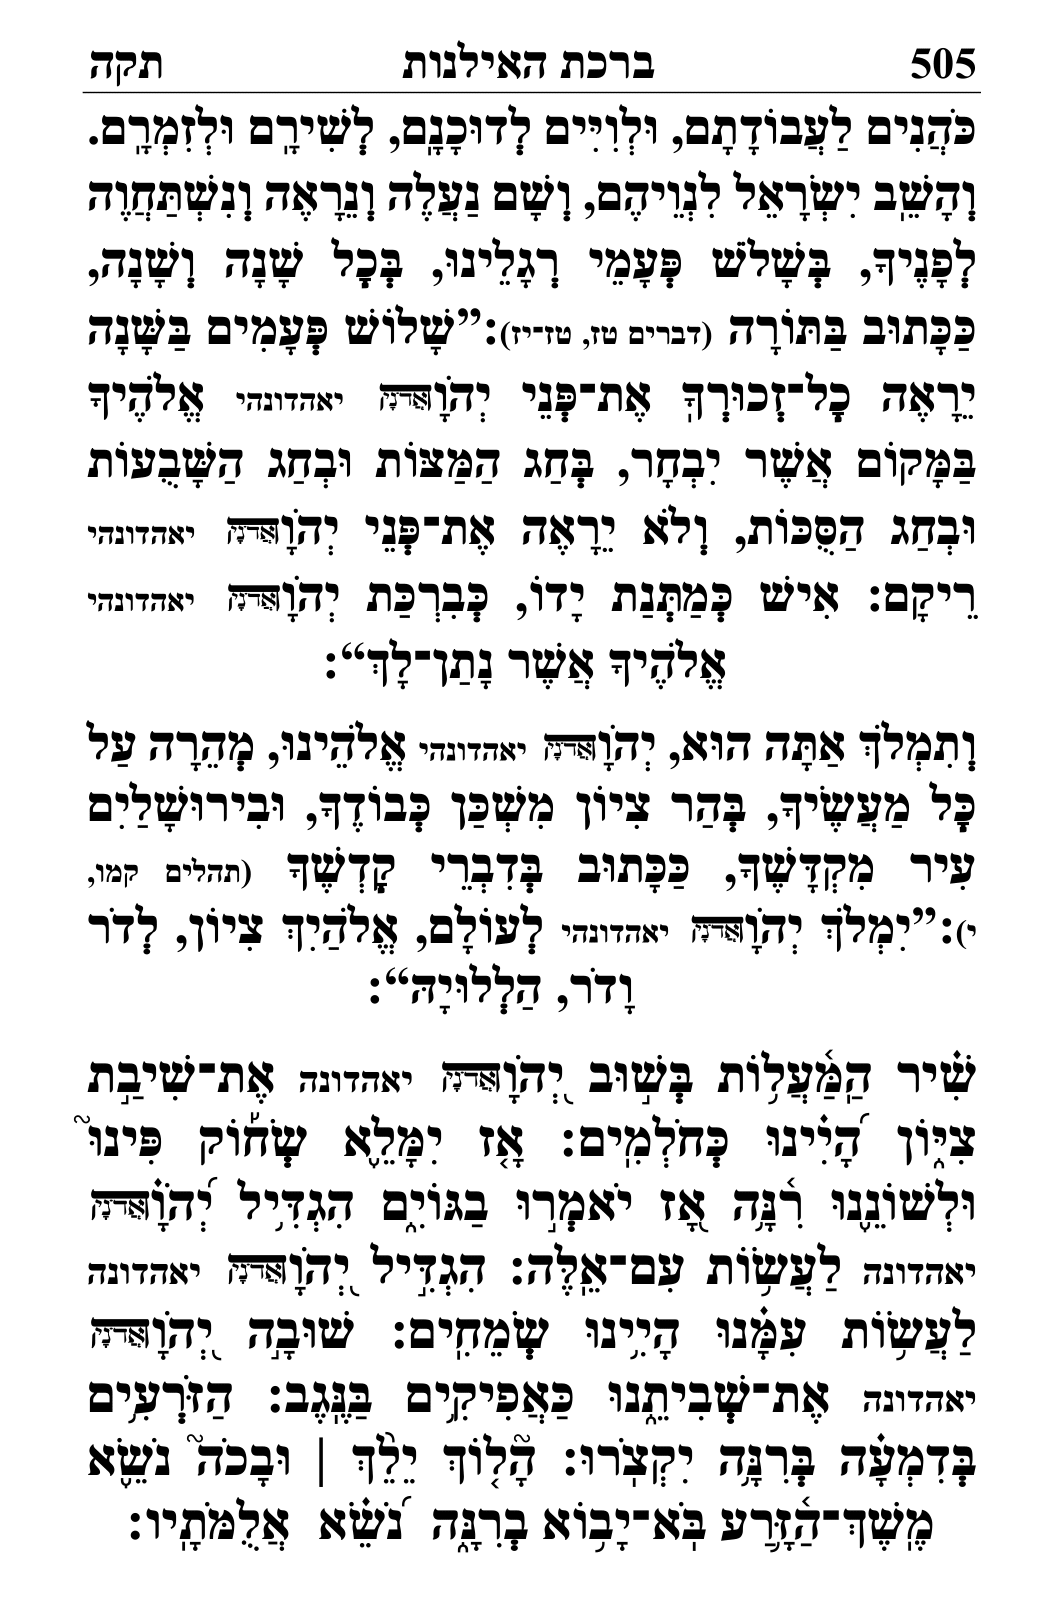 505 ברכת האילנות תקה
כֹּהֲנִים לַעֲבוֹדָתָם, וּלְוִיִּים לְדוּכָנָם, לְשִׁירָם וּלְזִמְרָם.
וְהָשֵׁב יִשְׂרָאֵל לִנְוֵיהֶם, וְשָׁם נַעֲלֶה וְנֵרָאֶה וְנִשְׁתַּחֲוֶה
לְפָנֶיךָ, בְּשָׁלֹשׁ פְּעָמֵי רְגָלֵינוּ, בְּכָל שָׁנָה וְשָׁנָה,
כַּכָּתוּב בַּתּוֹרָה (דברים טז, טז־יז):”שָׁלוֹשׁ פְּעָמִים בַּשָּׁנָה
יֵרָאֶה כָל־זְכוּרְךָ אֶת־פְּנֵי יְהֹוָאֲדֹנָי יאהדונהי אֱלֹהֶיךָ
בַּמָּקוֹם אֲשֶׁר יִבְחָר, בְּחַג הַמַּצּוֹת וּבְחַג הַשָּׁבֻעוֹת
וּבְחַג הַסֻּכּוֹת, וְלֹא יֵרָאֶה אֶת־פְּנֵי יְהֹוָאֲדֹנָי יאהדונהי
רֵיקָם: אִישׁ כְּמַתְּנַת יָדוֹ, כְּבִרְכַּת יְהֹוָאֲדֹנָי יאהדונהי
אֱלֹהֶיךָ אֲשֶׁר נָתַן־לָךְ“:
וְתִמְלֹךְ אַתָּה הוּא, יְהֹוָאֲדֹנָי יאהדונהי אֱלֹהֵינוּ, מְהֵרָה עַל
כָּל מַעֲשֶׂיךָ, בְּהַר צִיוֹן מִשְׁכַּן כְּבוֹדֶךָ, וּבִירוּשָׁלַיִם
עִיר מִקְדָּשֶׁךָ, כַּכָּתוּב בְּדִבְרֵי קָדְשֶׁךָ (תהלים קמו,
י):”יִמְלֹךְ יְהֹוָאֲדֹנָי יאהדונהי לְעוֹלָם, אֱלֹהַיִךְ צִיוֹן, לְדֹר
וָדֹר, הַלְלוּיָהּ“:
שִׁ֗יר הַֽמַּ֫עֲל֥וֹת בְּשׁ֣וּב יְ֭הֹוָאֲדֹנָי יאהדונה אֶת־שִׁיבַ֣ת
צִיּ֑וֹן הָ֝יִ֗ינוּ כְּחֹלְמִֽים: אָ֤ז יִמָּלֵ֪א שְׂח֡וֹק פִּינוּ֮
וּלְשׁוֹנֵ֪נוּ רִ֫נָּ֥ה אָ֭ז יֹאמְר֣וּ בַגּוֹיִ֑ם הִגְדִּ֥יל יְ֝הֹוָ֗אֲדֹנָי
יאהדונה לַעֲשׂ֥וֹת עִם־אֵֽלֶּה: הִגְדִּ֣יל יְ֭הֹוָאֲדֹנָי יאהדונה
לַעֲשׂ֥וֹת עִמָּ֗נוּ הָיִ֥ינוּ שְׂמֵחִֽים: שׁוּבָ֣ה יְ֭הֹוָאֲדֹנָי
יאהדונה אֶת־שְׁבִיתֵ֑נוּ כַּאֲפִיקִ֥ים בַּנֶּֽגֶב: הַזֹּרְעִ֥ים
בְּדִמְעָ֗ה בְּרִנָּ֥ה יִקְצֹֽרוּ: הָ֘ל֤וֹךְ יֵלֵ֨ךְ | וּבָכֹה֮ נֹשֵׂ֪א
מֶֽשֶׁךְ־הַ֫זָּ֥רַע בֹּֽא־יָב֥וֹא בְרִנָּ֑ה נֹ֝שֵׂ֗א אֲלֻמֹּתָֽיו: